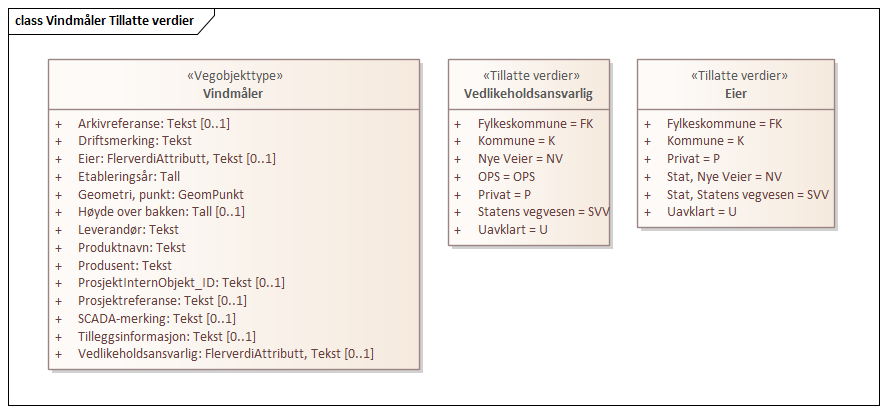 class Vindmåler Tillatte verdier
«Vegobjekttype»
Vindmåler
+ Arkivreferanse: Tekst [0..1]
+ Driftsmerking: Tekst
+ Eier: FlerverdiAttributt, Tekst [0..1]
+ Etableringsår: Tall
+ Geometri, punkt: GeomPunkt
+ Høyde over bakken: Tall [0..1]
+ Leverandør: Tekst
+ Produktnavn: Tekst
+ Produsent: Tekst
+ ProsjektInternObjekt_ID: Tekst [0..1]
+ Prosjektreferanse: Tekst [0..1]
+ SCADA-merking: Tekst [0..1]
+ Tilleggsinformasjon: Tekst [0..1]
+ Vedlikeholdsansvarlig: FlerverdiAttributt, Tekst [0..1]
«Tillatte verdier»
Vedlikeholdsansvarlig
+ Fylkeskommune = FK
+ Kommune = K
+ Nye Veier = NV
+ OPS = OPS
+ Privat = P
+ Statens vegvesen = SVV
+ Uavklart = U
«Tillatte verdier»
Eier
+ Fylkeskommune = FK
+ Kommune = K
+ Privat = P
+ Stat, Nye Veier = NV
+ Stat, Statens vegvesen = SVV
+ Uavklart = U